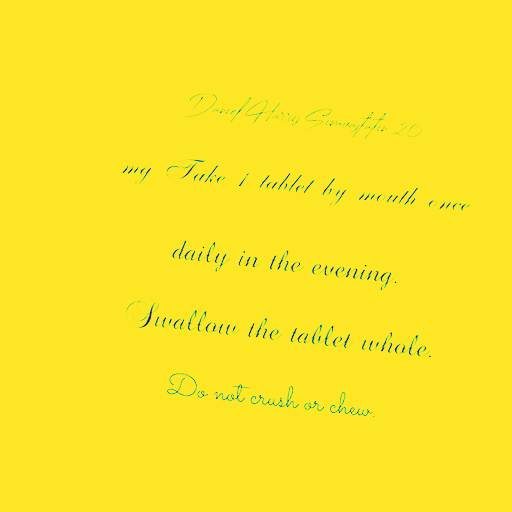 Daniel Harris Simvastatin 20
mg Take 1 tablet by mouth once
daily in the evening.
Swallow the tablet whole.
Do not crush or chew.